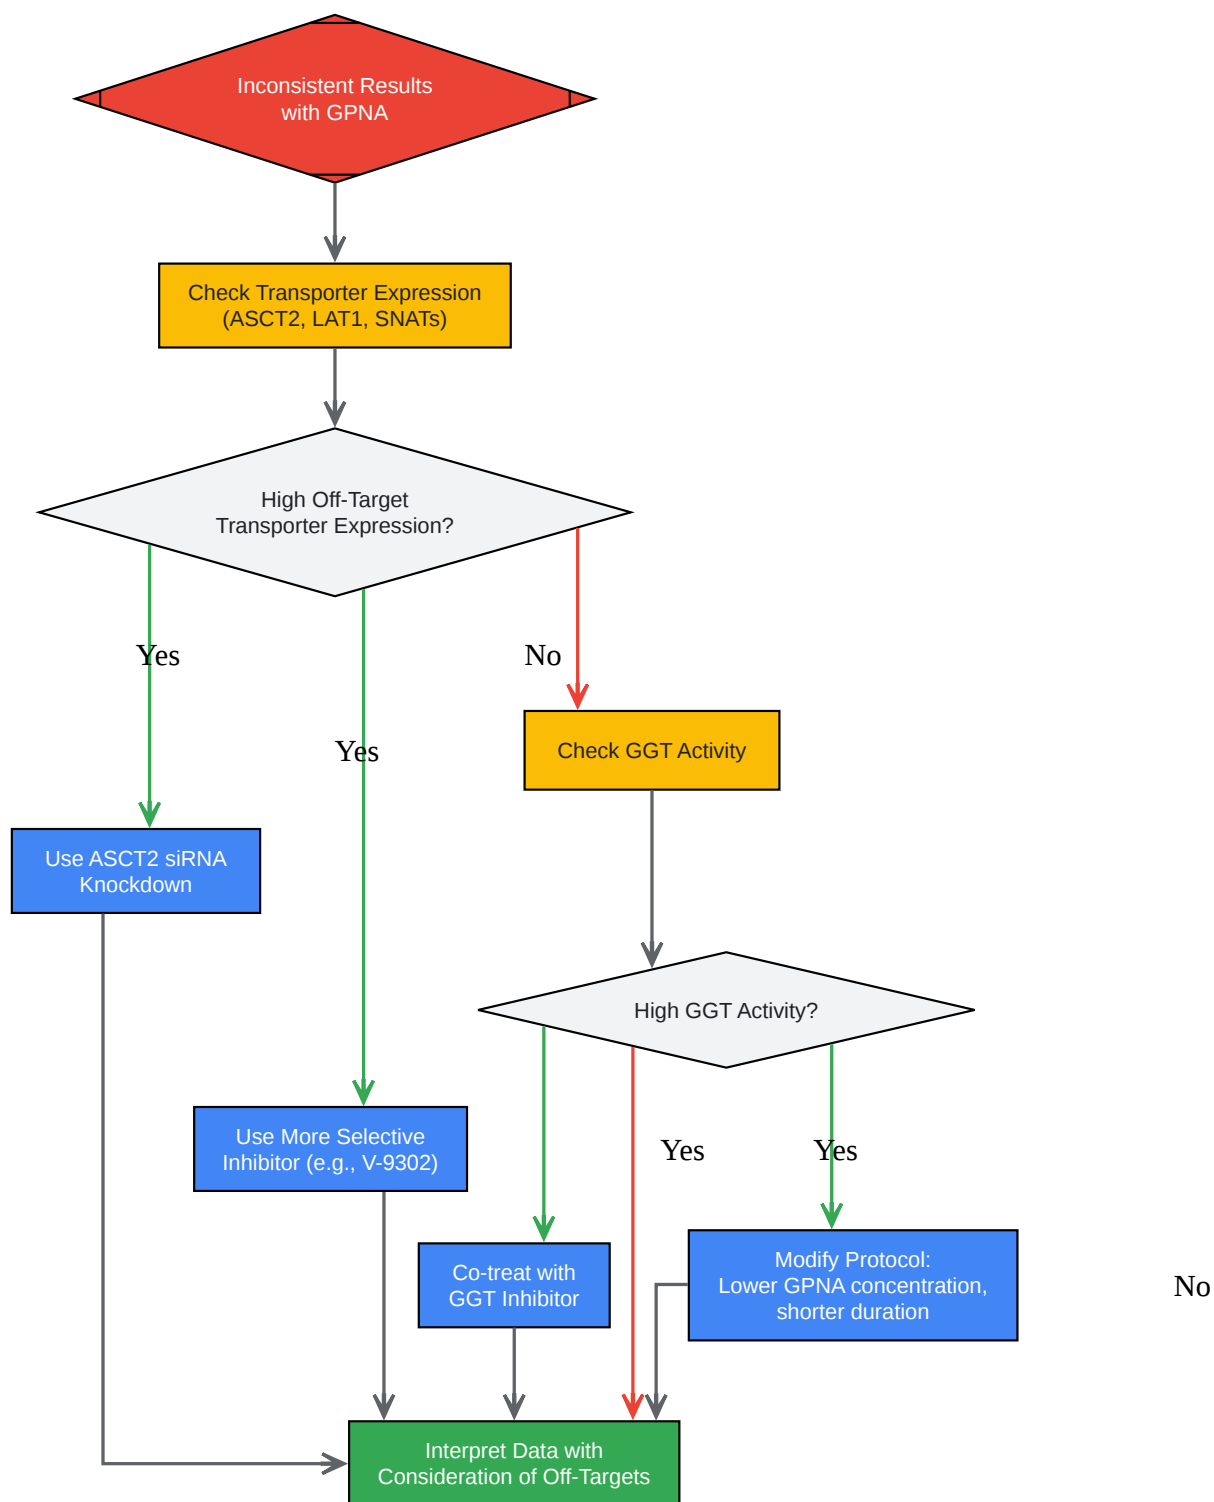 Inconsistent Results
with GPNA
Check Transporter Expression
(ASCT2, LAT1, SNATs)
High Off-Target
Transporter Expression?
Yes
No
Yes
Check GGT Activity
Use ASCT2 siRNA
Knockdown
High GGT Activity?
Use More Selective
Inhibitor (e.g., V-9302)
Yes
Yes
Co-treat with
GGT Inhibitor
Modify Protocol:
Lower GPNA concentration,
shorter duration
No
Interpret Data with
Consideration of Off-Targets